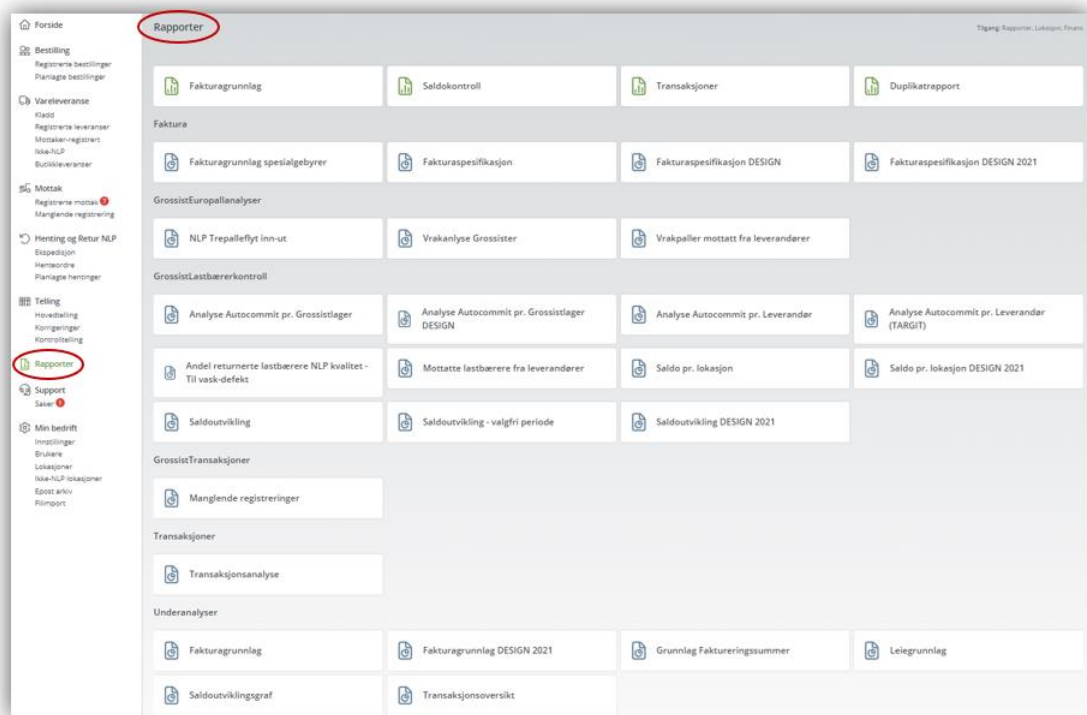 Forside
Bestilling
Registrerte bestillinger
Planlagte bestillinger
Vareleveranse
Kladd
Registrerte leveranser
Mottaker-registrert
Ikke-NLP
Butikkleveranser
Mottak
Registrerte mottak 7
Manglende registrering
Henting og Retur NLP
Ekspedisjon
Henteordre
Planlagte hentinger
Telling
Hovedtelling
Korrigeringer
Kontrolltelling
Rapporter
Support
Saker 1
Min bedrift
Innstillinger
Brukere
Lokasjoner
Ikke-NLP lokasjoner
Epost arkiv
Filimport
Rapporter
Tilgang: Rapporter, Lokasjon, Finans
Fakturagrunnlag
Saldokontroll
Transaksjoner
Duplikatrapport
Faktura
Fakturagrunnlag spesialgebyrer
Fakturaspesifikasjon
Fakturaspesifikasjon DESIGN
Fakturaspesifikasjon DESIGN 2021
GrossistEuropallanalyser
NLP Trepalleflyt inn-ut
Vrakanlyse Grossister
Vrakpaller mottatt fra leverandører
GrossistLastbærerkontroll
Analyse Autocommit pr. Grossistlager
Analyse Autocommit pr. Grossistlager
DESIGN
Analyse Autocommit pr. Leverandør
Analyse Autocommit pr. Leverandør
(TARGIT)
Andel returnerte lastbærere NLP kvalitet -
Til vask-defekt
Mottatte lastbærere fra leverandører
Saldo pr. lokasjon
Saldo pr. lokasjon DESIGN 2021
Saldoutvikling
Saldoutvikling - valgfri periode
Saldoutvikling DESIGN 2021
GrossistTransaksjoner
Manglende registreringer
Transaksjoner
Transaksjonsanalyse
Underanalyser
Fakturagrunnlag
Fakturagrunnlag DESIGN 2021
Grunnlag Faktureringssummer
Leiegrunnlag
Saldoutviklingsgraf
Transaksjonsoversikt